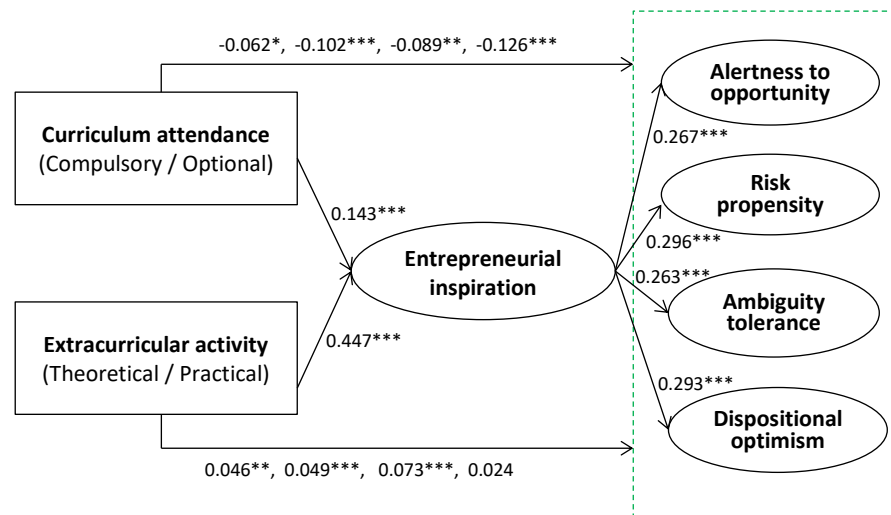 -0.062*, -0.102***, -0.089**, -0.126***
Curriculum attendance
(Compulsory / Optional)
Alertness to
opportunity
0.267***
0.143***
Risk
propensity
0.296***
Entrepreneurial
inspiration
0.263***
Ambiguity
tolerance
Extracurricular activity
(Theoretical / Practical)
0.447***
0.293***
Dispositional
optimism
0.046**, 0.049***, 0.073***, 0.024